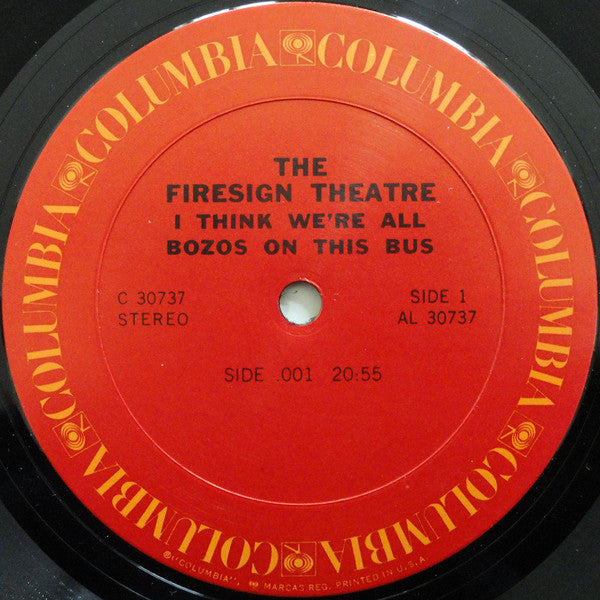 COLUMBIA COLUMBIA COLUMBIA COLUMBIA COLUMBIA COLUMBIA
THE
FIRESIGN THEATRE
I THINK WE'RE ALL
BOZOS ON THIS BUS
C 30737
STEREO
SIDE 1
AL 30737
SIDE .001 20:55
®"COLUMBIA", ® MARCAS REG. PRINTED IN U.S.A.